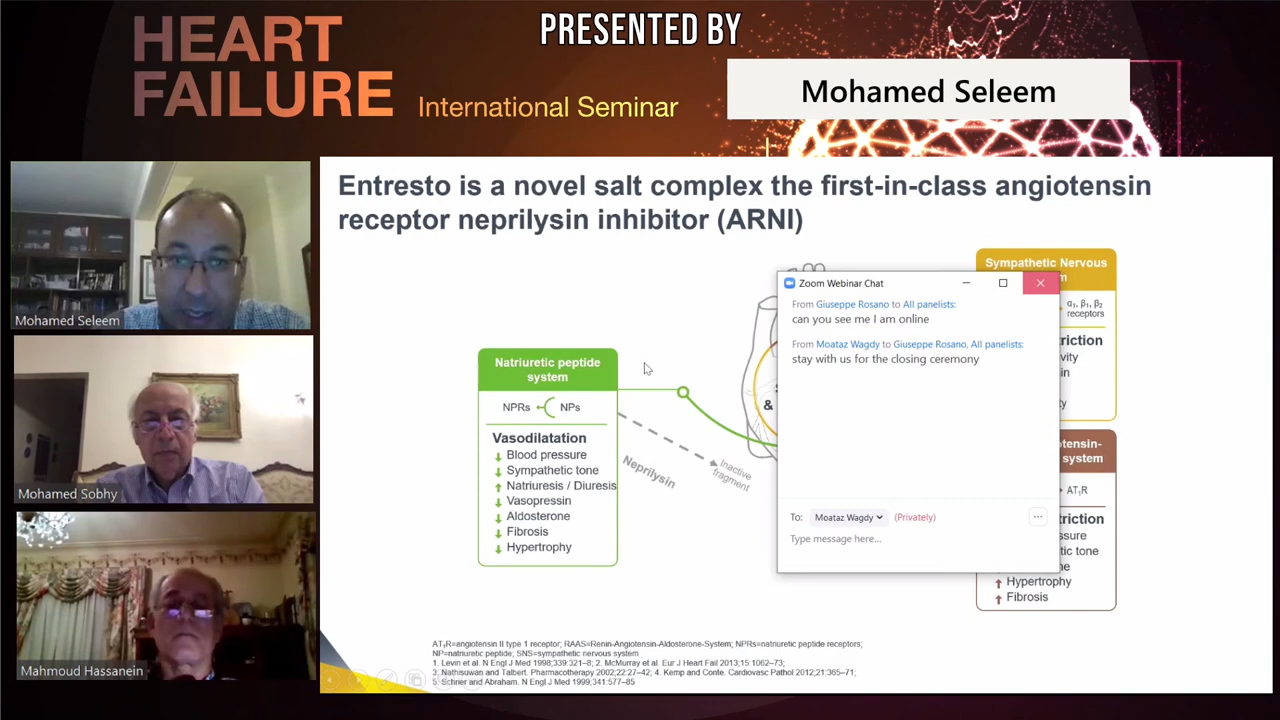 HEART
FAILURE International Seminar
PRESENTED BY
Mohamed Seleem
Mohamed Seleem
Mohamed Sobhy
Mahmoud Hassanein
Entresto is a novel salt complex the first-in-class angiotensin
receptor neprilysin inhibitor (ARNI)
Natriuretic peptide
system
NPRs NPs
Vasodilatation
Blood pressure
Sympathetic tone
Natriuresis / Diuresis
Vasopressin
Aldosterone
Fibrosis
Hypertrophy
Neprilysin
Inactive
fragment
&
Zoom Webinar Chat
From Giuseppe Rosano to All panelists:
can you see me I am online
From Moataz Wagdy to Giuseppe Rosano, All panelists:
stay with us for the closing ceremony
To: Moataz Wagdy (Privately)
Type message here...
Sympathetic Nervous
m
α₁, β₁, β₂
receptors
riction
vity
in
ty
otensin-
system
AT₁R
riction
ssure
tic tone
ne
Hypertrophy
Fibrosis
AT₁R=angiotensin II type 1 receptor; RAAS=Renin-Angiotensin-Aldosterone-System; NPRs=natriuretic peptide receptors;
NP=natriuretic peptide; SNS=sympathetic nervous system
1. Levin et al. N Engl J Med 1998;339:321–8; 2. McMurray et al. Eur J Heart Fail 2013;15:1062–73;
3. Nathisuwan and Talbert. Pharmacotherapy 2002;22:27–42; 4. Kemp and Conte. Cardiovasc Pathol 2012;21:365–71;
5. Schrier and Abraham. N Engl J Med 1999;341:577–85